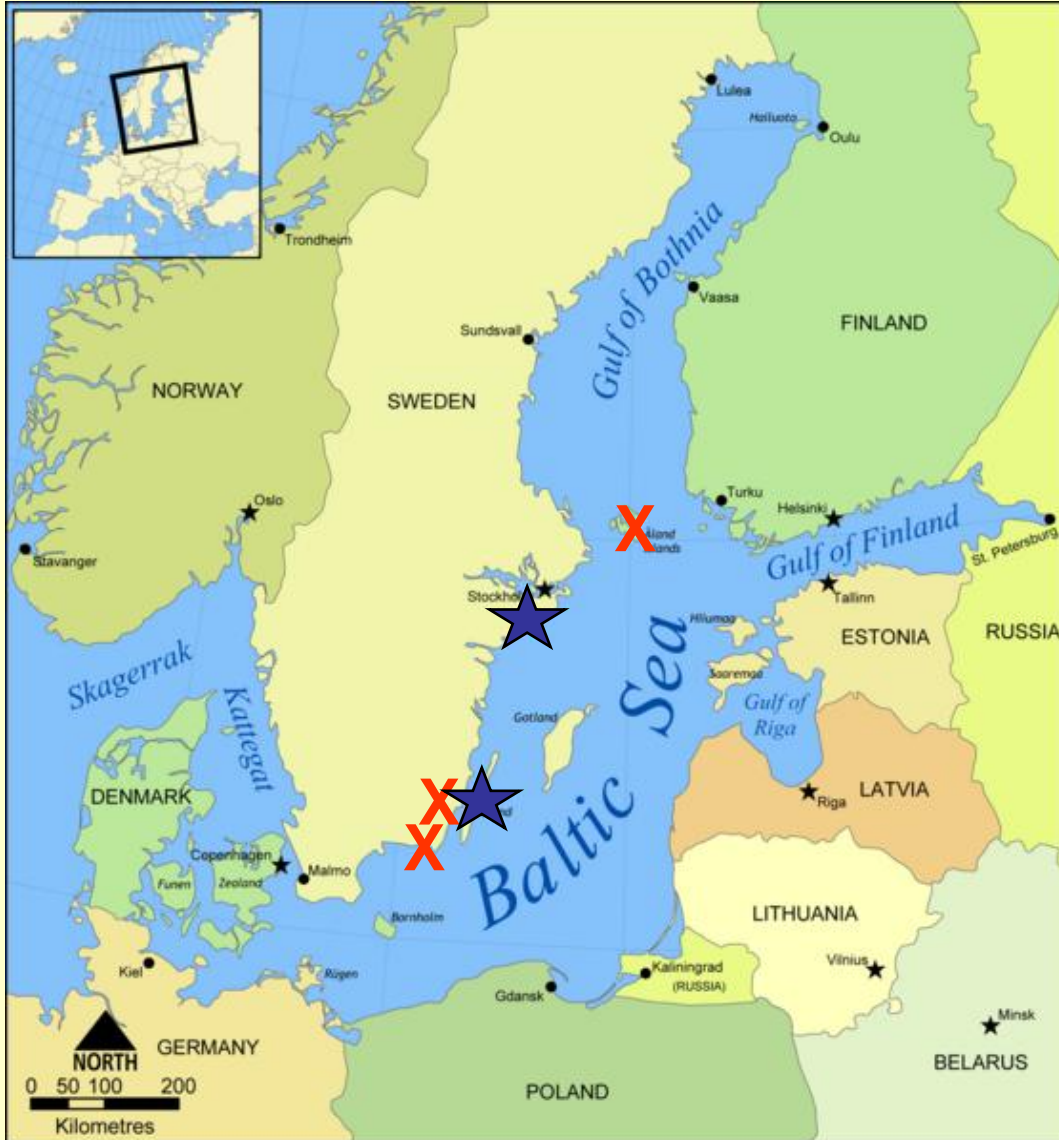 Lulea
Hailuoto
Oulu
Trondheim
Gulf of Bothnia
Vaasa
Sundsvall
FINLAND
NORWAY
SWEDEN
Turku
Oslo
Helsinki
X
Åland
Gulf of Finland
Stavanger
St. Petersburg
Stockhol
Tallinn
Hiiumaa
ESTONIA
RUSSIA
Skagerrak
Saaremaa
Baltic Sea
Kattegat
Gotland
Gulf of
Riga
DENMARK
X
Riga
LATVIA
X
Copenhagen
Malmo
Funen
Zealand
Bornholm
LITHUANIA
Vilnius
Kiel
Rügen
Kaliningrad
(RUSSIA)
Gdansk
Minsk
NORTH
GERMANY
BELARUS
0 50 100 200
Kilometres
POLAND